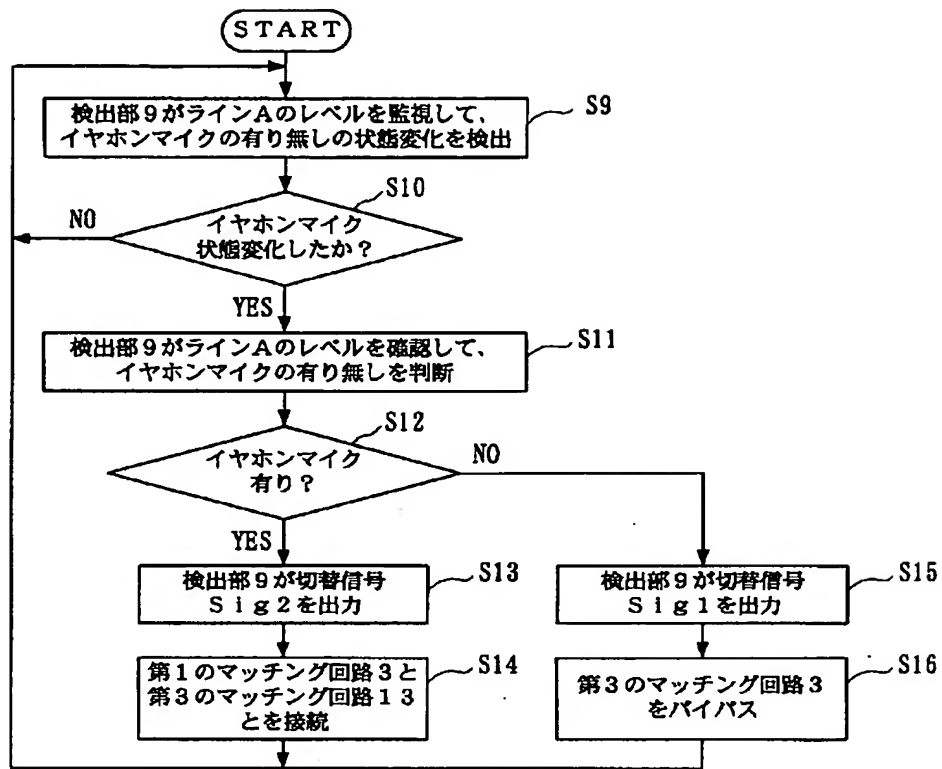 START
検出部9がラインAのレベルを監視して、
イヤホンマイクの有り無しの状態変化を検出
S9
S10
NO
イヤホンマイク
状態変化したか?
YES
検出部9がラインAのレベルを確認して、
イヤホンマイクの有り無しを判断
S11
S12
イヤホンマイク
有り?
NO
YES
検出部9が切替信号
Sig2を出力
S13
検出部9が切替信号
Sig1を出力
S15
第1のマッチング回路3と
第3のマッチング回路13
とを接続
S14
第3のマッチング回路3
をバイパス
S16